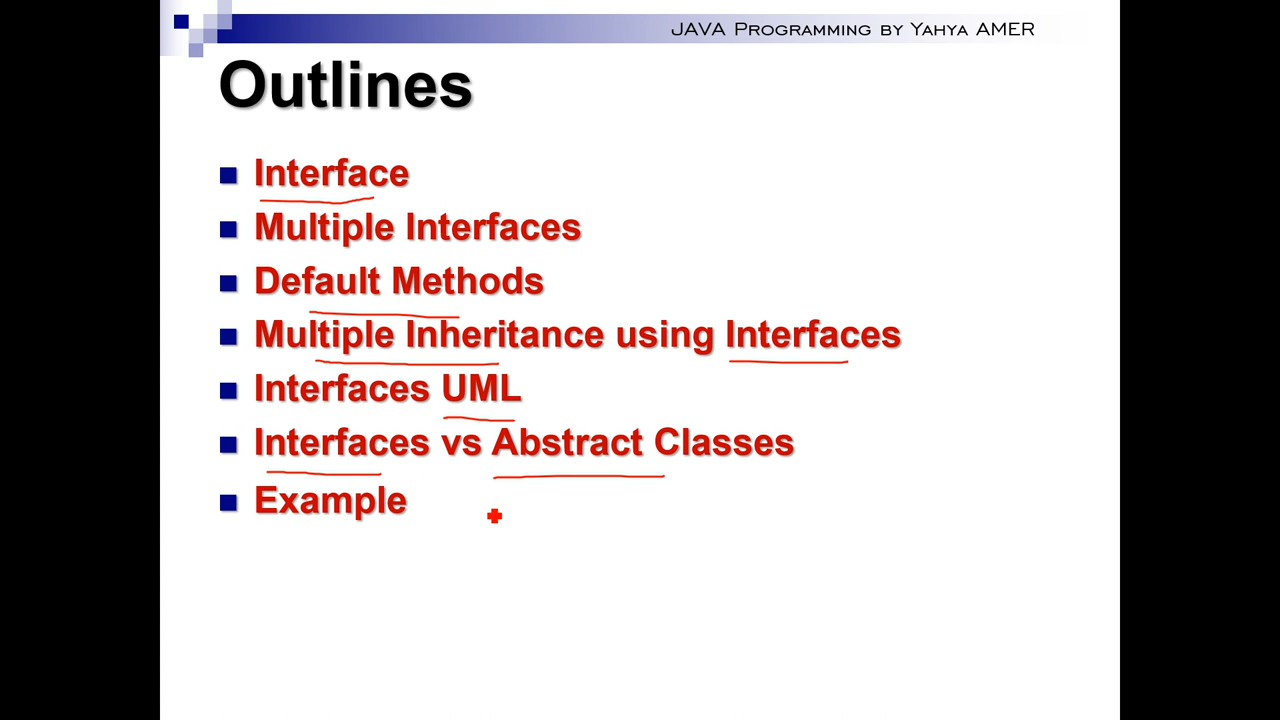 JAVA Programming by Yahya AMER
Outlines
Interface
Multiple Interfaces
Default Methods
Multiple Inheritance using Interfaces
Interfaces UML
Interfaces vs Abstract Classes
Example